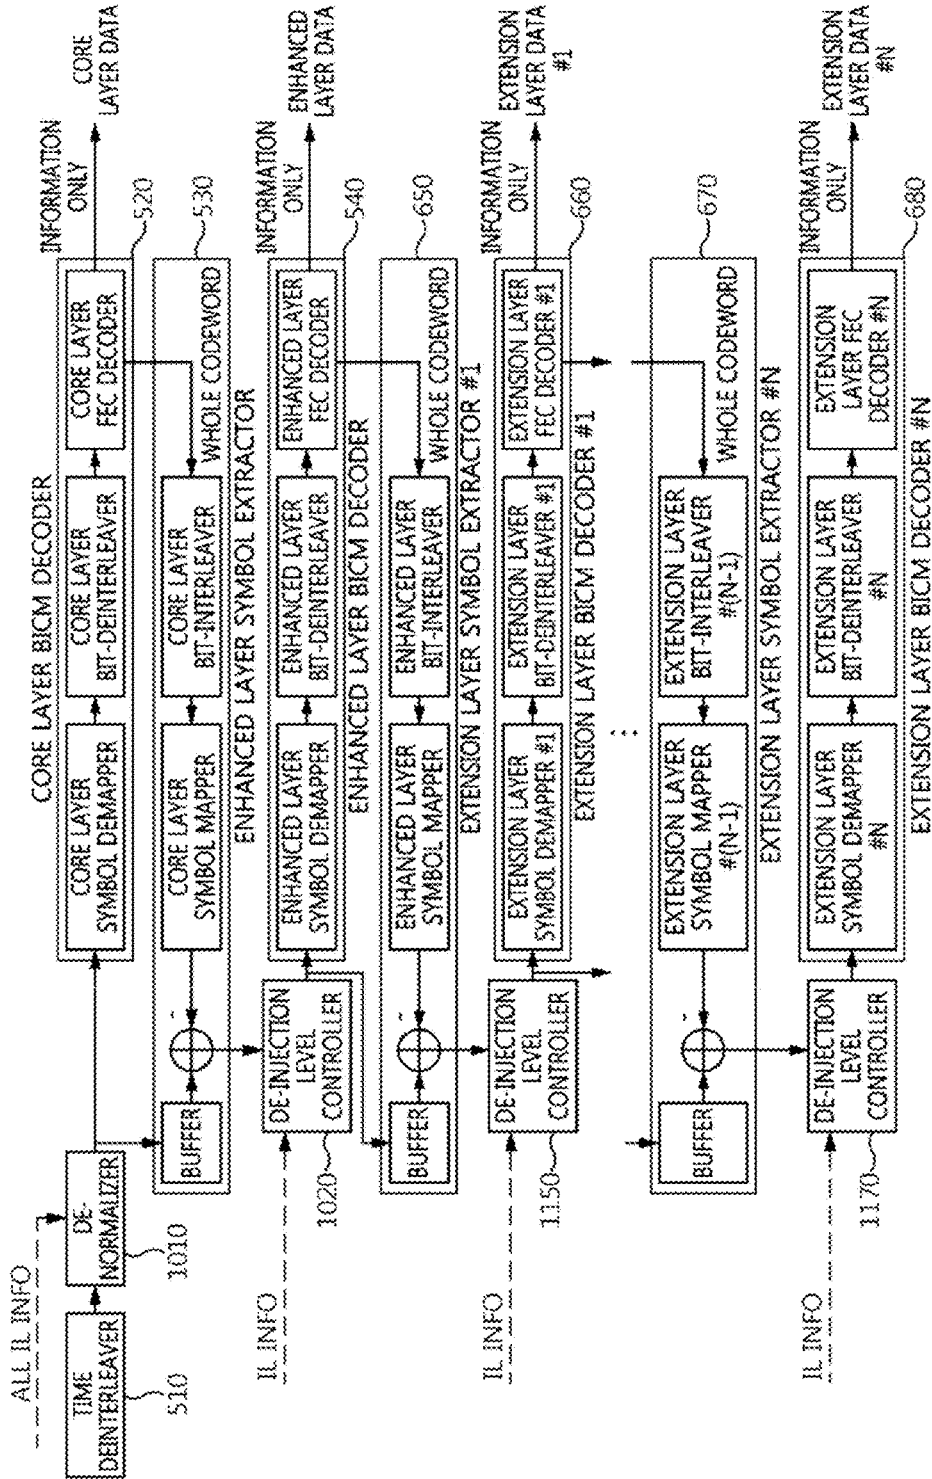 ALL IL INFO
TIME
DEINTERLEAVER
510
DE-
NORMALIZER
1010
CORE LAYER BICM DECODER
CORE LAYER
SYMBOL DEMAPPER
CORE LAYER
BIT-DEINTERLEAVER
CORE LAYER
FEC DECODER
520
INFORMATION
ONLY
CORE
LAYER DATA
BUFFER
-
CORE LAYER
SYMBOL MAPPER
CORE LAYER
BIT-INTERLEAVER
WHOLE CODEWORD
530
ENHANCED LAYER SYMBOL EXTRACTOR
IL INFO
DE-INJECTION
LEVEL
CONTROLLER
1020
ENHANCED LAYER
SYMBOL DEMAPPER
ENHANCED LAYER
BIT-DEINTERLEAVER
ENHANCED LAYER
FEC DECODER
540
INFORMATION
ONLY
ENHANCED
LAYER DATA
ENHANCED LAYER BICM DECODER
BUFFER
-
ENHANCED LAYER
SYMBOL MAPPER
ENHANCED LAYER
BIT-INTERLEAVER
WHOLE CODEWORD
650
EXTENSION LAYER SYMBOL EXTRACTOR #1
IL INFO
DE-INJECTION
LEVEL
CONTROLLER
1150
EXTENSION LAYER
SYMBOL DEMAPPER #1
EXTENSION LAYER
BIT-DEINTERLEAVER #1
EXTENSION LAYER
FEC DECODER #1
660
INFORMATION
ONLY
EXTENSION
LAYER DATA
#1
EXTENSION LAYER BICM DECODER #1
...
BUFFER
-
EXTENSION LAYER
SYMBOL MAPPER
#(N-1)
EXTENSION LAYER
BIT-INTERLEAVER
#(N-1)
WHOLE CODEWORD
670
EXTENSION LAYER SYMBOL EXTRACTOR #N
IL INFO
DE-INJECTION
LEVEL
CONTROLLER
1170
EXTENSION LAYER
SYMBOL DEMAPPER
#N
EXTENSION LAYER
BIT-DEINTERLEAVER
#N
EXTENSION
LAYER FEC
DECODER #N
680
INFORMATION
ONLY
EXTENSION
LAYER DATA
#N
EXTENSION LAYER BICM DECODER #N